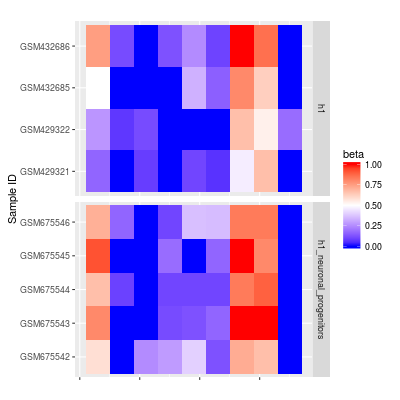 GSM432686
GSM432685
GSM429322
GSM429321
h1
GSM675546
GSM675545
GSM675544
GSM675543
GSM675542
h1_neuronal_progenitors
Sample ID
beta
1.00
0.75
0.50
0.25
0.00